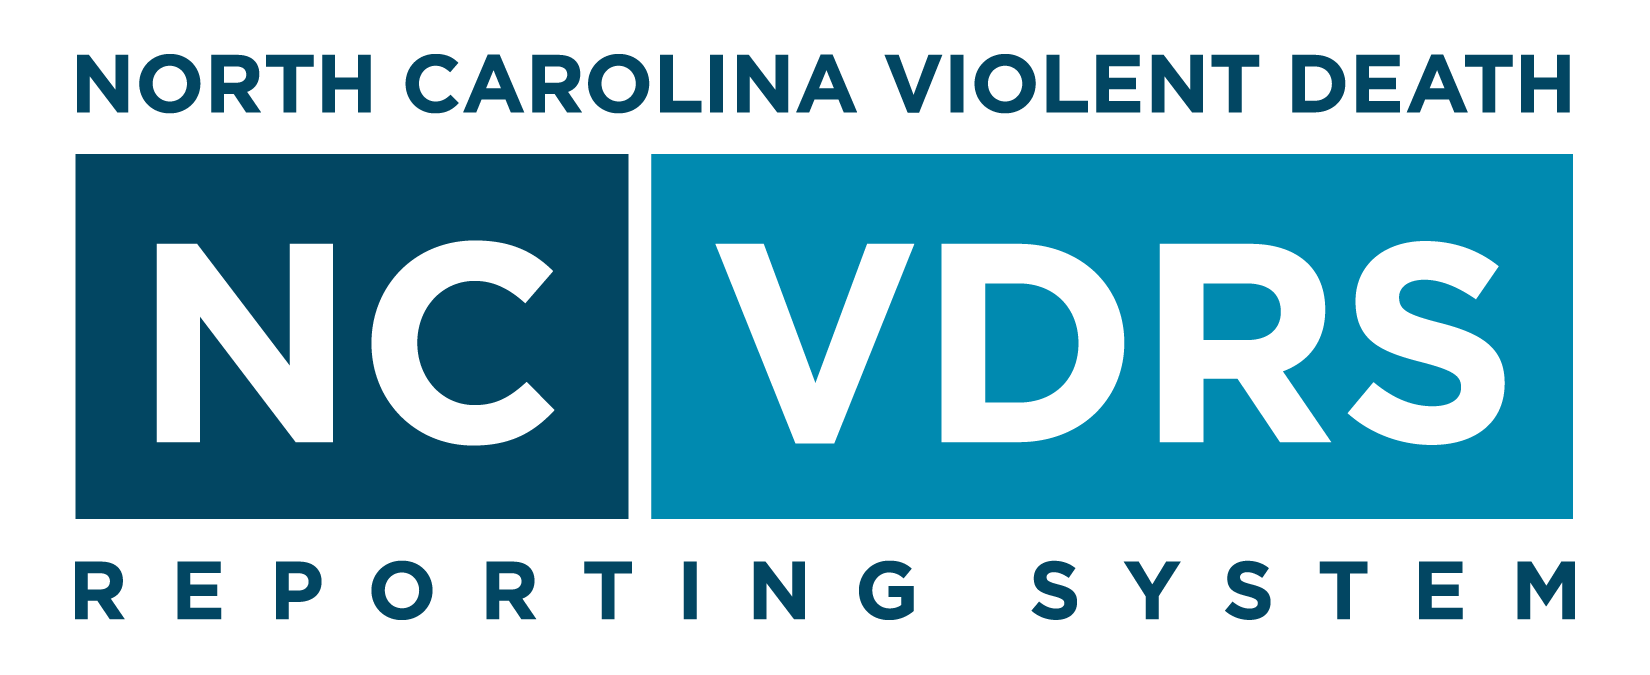 NORTH CAROLINA VIOLENT DEATH
NC VDRS
REPORTING SYSTEM